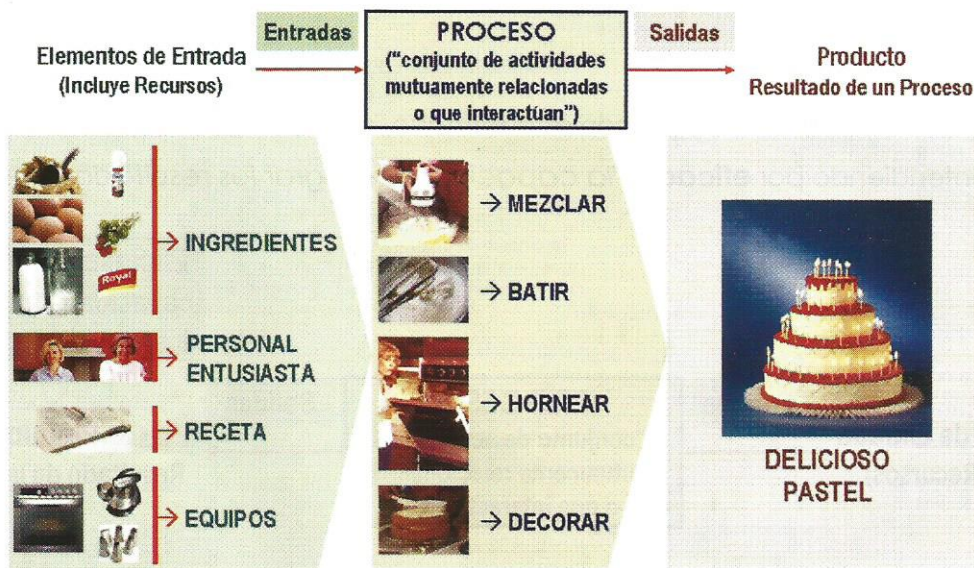 Elementos de Entrada
(Incluye Recursos)
Entradas
PROCESO
("conjunto de actividades
mutuamente relacionadas
o que interactúan")
Salidas
Producto
Resultado de un Proceso
INGREDIENTES
Royal
PERSONAL
ENTUSIASTA
RECETA
EQUIPOS
MEZCLAR
BATIR
HORNEAR
DECORAR
DELICIOSO
PASTEL